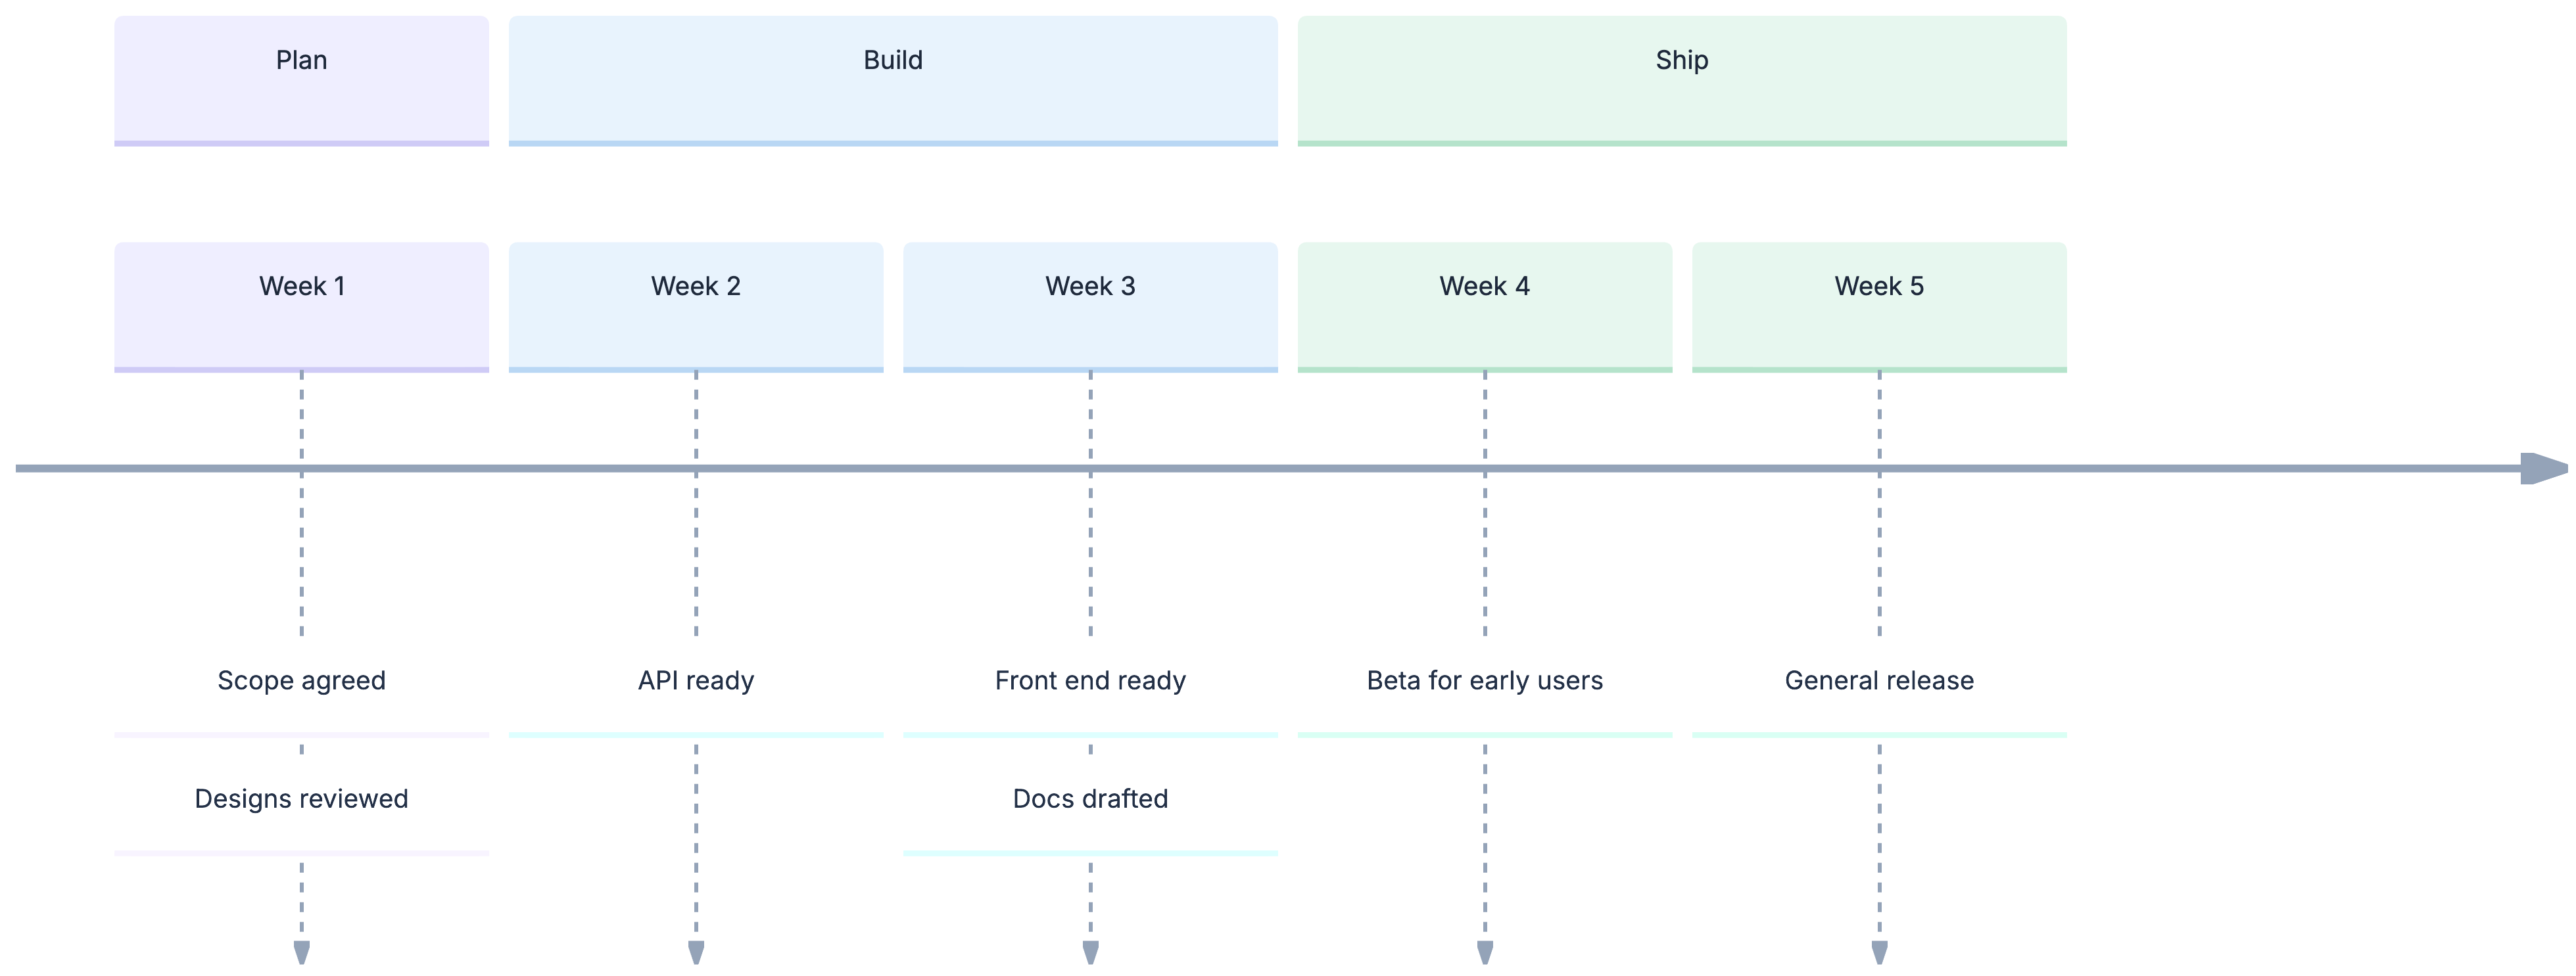 Plan
Build
Ship
Week 1
Week 2
Week 3
Week 4
Week 5
Scope agreed
API ready
Front end ready
Beta for early users
General release
Designs reviewed
Docs drafted